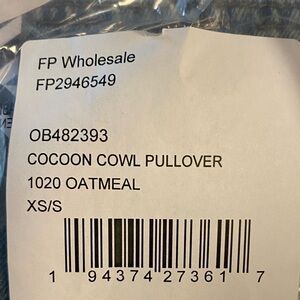 FP Wholesale
FP2946549
OB482393
COCOON COWL PULLOVER
1020 OATMEAL
XS/S
1 94374 27361 7